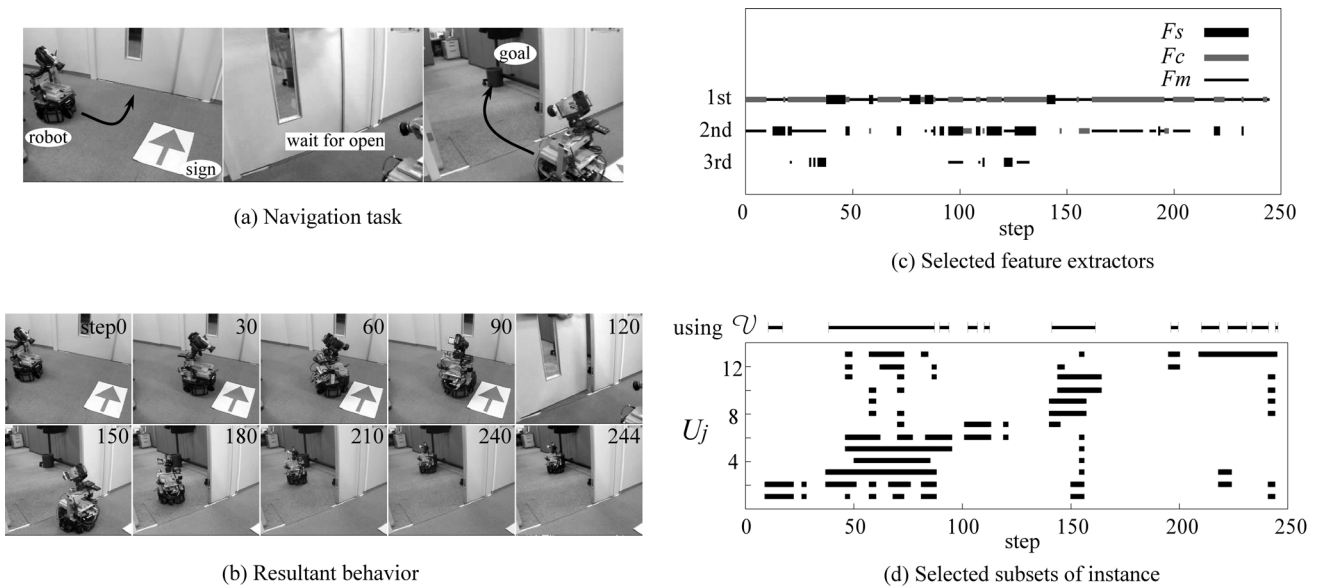 robot
sign
wait for open
goal
(a) Navigation task
step0
30
60
90
120
150
180
210
240
244
(b) Resultant behavior
Fs
Fc
Fm
1st
2nd
3rd
0
50
100
150
200
250
step
(c) Selected feature extractors
using 𝒱
12
8
4
Uj
50
100
150
200
250
step
(d) Selected subsets of instance